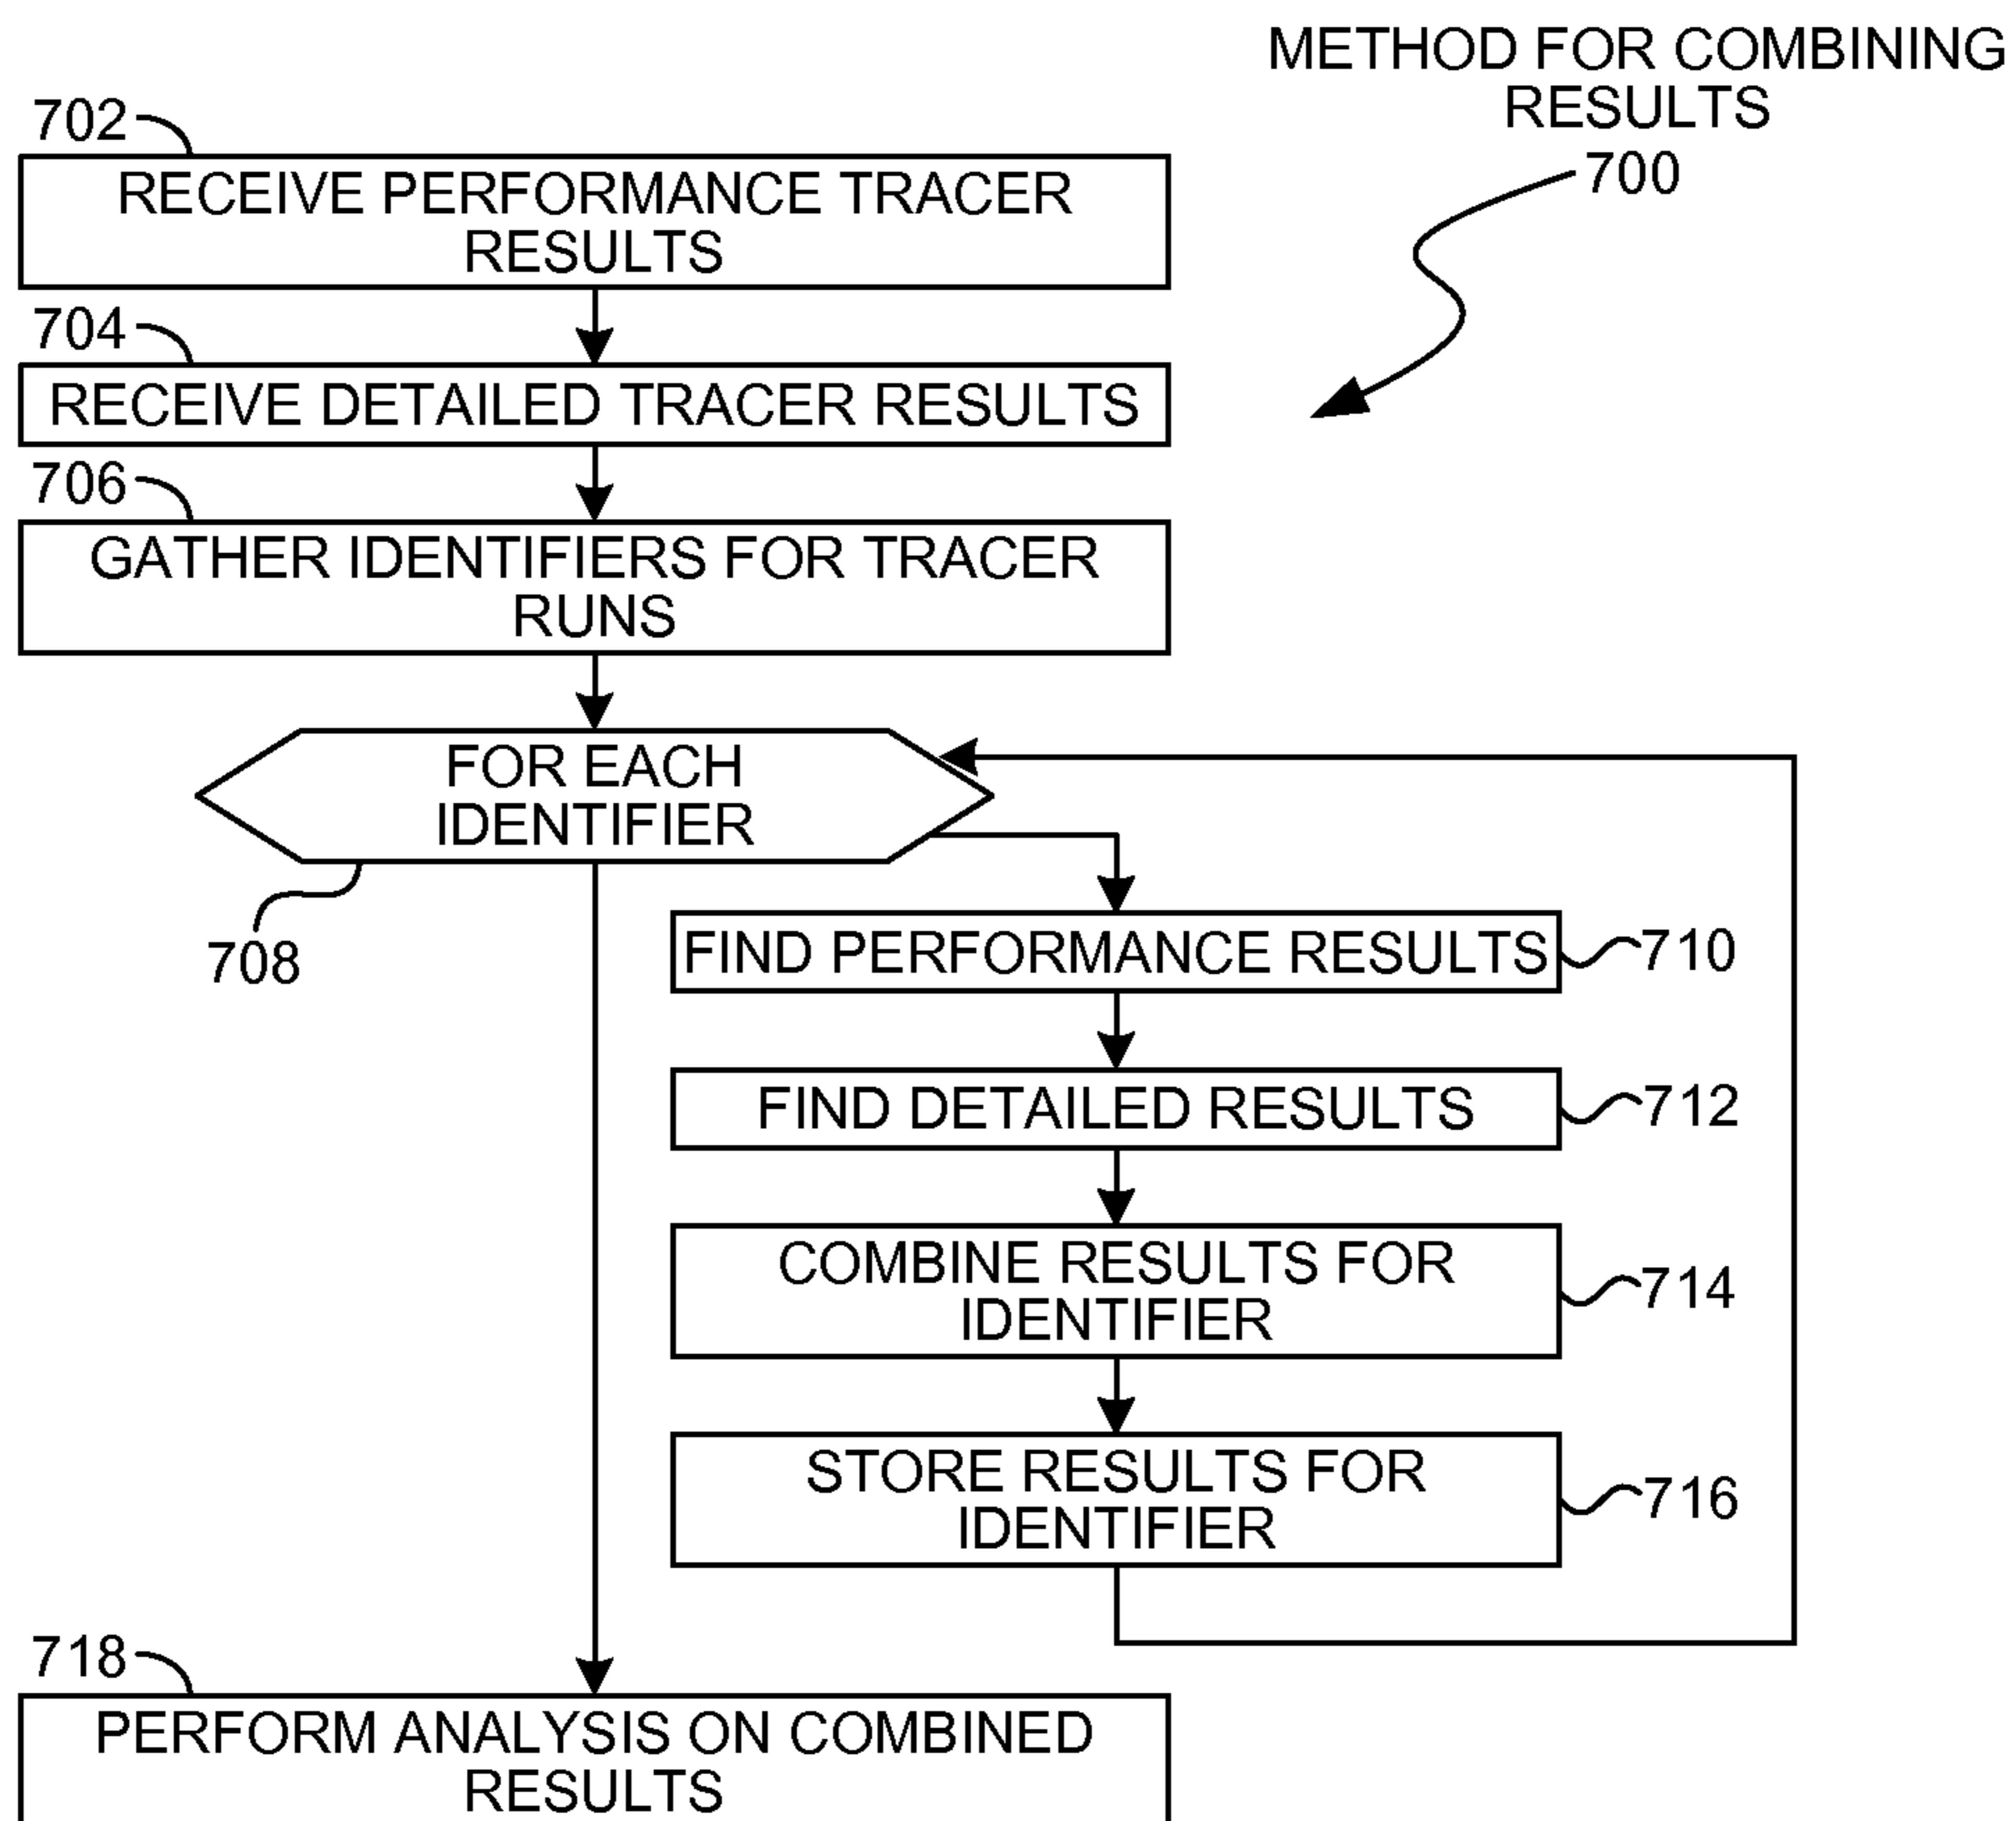 METHOD FOR COMBINING
RESULTS
700
702
RECEIVE PERFORMANCE TRACER
RESULTS
704
RECEIVE DETAILED TRACER RESULTS
706
GATHER IDENTIFIERS FOR TRACER
RUNS
FOR EACH
IDENTIFIER
708
FIND PERFORMANCE RESULTS
710
FIND DETAILED RESULTS
712
COMBINE RESULTS FOR
IDENTIFIER
714
STORE RESULTS FOR
IDENTIFIER
716
718
PERFORM ANALYSIS ON COMBINED
RESULTS